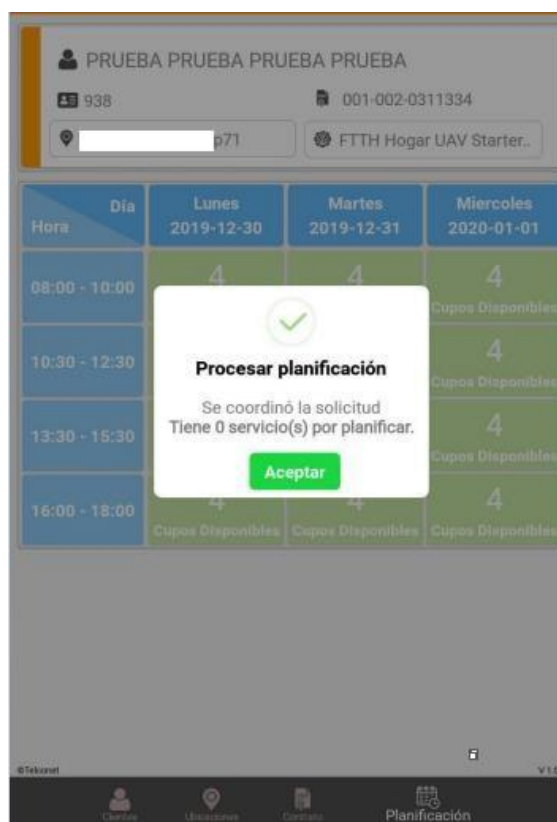 PRUEBA PRUEBA PRUEBA PRUEBA
938 001-002-0311334
p71 FTTH Hogar UAV Starter..
Día Lunes Martes Miercoles
Hora 2019-12-30 2019-12-31 2020-01-01
08:00 - 10:00 4 4 4
Cupos Disponibles
10:30 - 12:30 4
Cupos Disponibles
13:30 - 15:30 4
Cupos Disponibles
16:00 - 18:00 4 4 4
Cupos Disponibles Cupos Disponibles Cupos Disponibles
Procesar planificación
Se coordinó la solicitud
Tiene 0 servicio(s) por planificar.
Aceptar
Clientes Ubicaciones Contrato Planificación